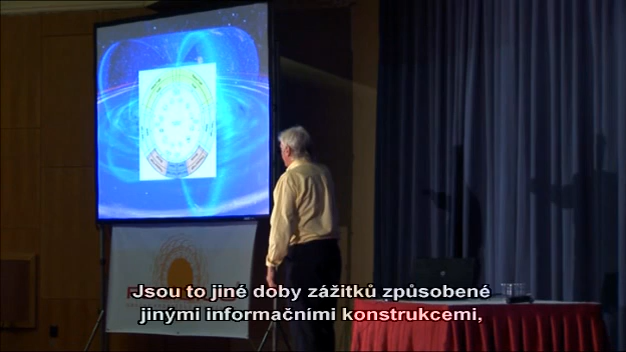 Jsou to jiné doby zážitků způsobené
jinými informačními konstrukcemi,